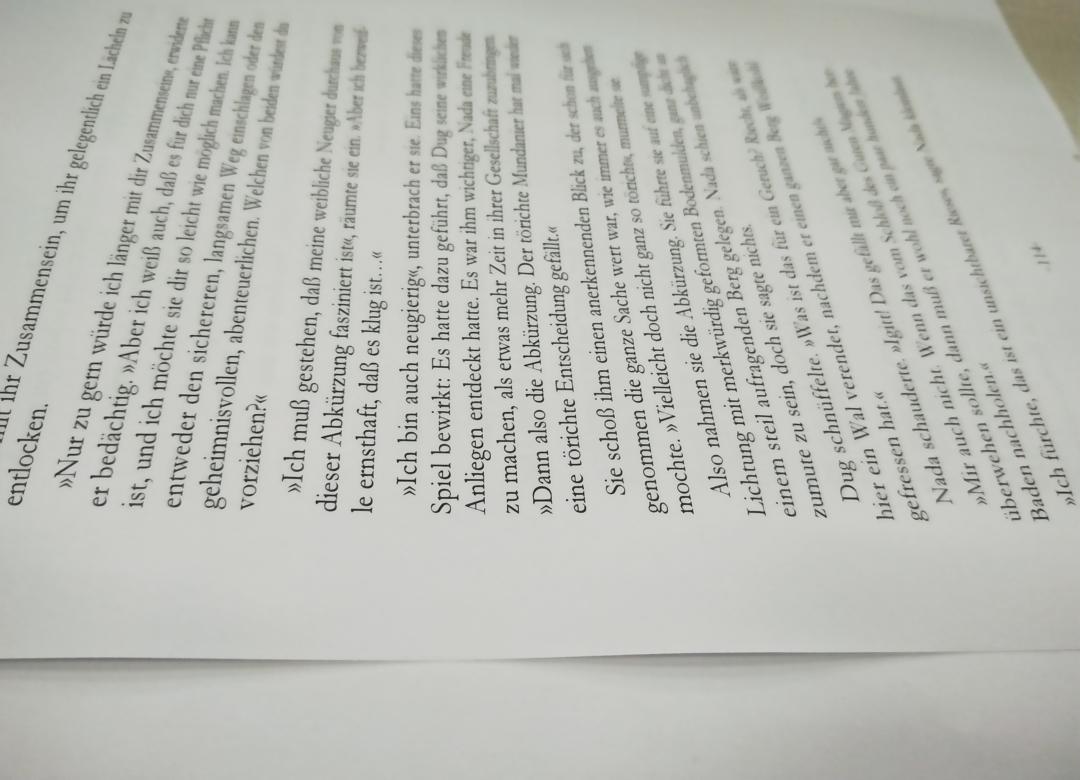 mit ihr Zusammensein, um ihr gelegentlich ein Lächeln zu
entlocken.
»Nur zu gern würde ich länger mit dir Zusammensein«, erwiderte
er bedächtig. »Aber ich weiß auch, daß es für dich nur eine Pflicht
ist, und ich möchte sie dir so leicht wie möglich machen. Ich kann
entweder den sichereren, langsamen Weg einschlagen oder den
geheimnisvollen, abenteuerlichen. Welchen von beiden würdest du
vorziehen?«
»Ich muß gestehen, daß meine weibliche Neugier durchaus von
dieser Abkürzung fasziniert ist«, räumte sie ein. »Aber ich bezweif-
le ernsthaft, daß es klug ist...«
»Ich bin auch neugierig«, unterbrach er sie. Eins hatte dieses
Spiel bewirkt: Es hatte dazu geführt, daß Dug seine wirklichen
Anliegen entdeckt hatte. Es war ihm wichtiger, Nada eine Freude
zu machen, als etwas mehr Zeit in ihrer Gesellschaft zuzubringen.
»Dann also die Abkürzung. Der törichte Mundanier hat mal wieder
eine törichte Entscheidung gefällt.«
Sie schoß ihm einen anerkennenden Blick zu, der schon für sich
genommen die ganze Sache wert war, wie immer es auch ausgehen
mochte. »Vielleicht doch nicht ganz so töricht«, murmelte sie.
Also nahmen sie die Abkürzung. Sie führte sie auf eine sumpfige
Lichtung mit merkwürdig geformten Bodenmulden, ganz dicht an
einem steil aufragenden Berg gelegen. Nada schien unbehaglich
zumute zu sein, doch sie sagte nichts.
Dug schnüffelte. »Was ist das für ein Geruch? Riecht, als wäre
hier ein Wal verendet, nachdem er einen ganzen Berg
gefressen hat.«
Nada schauderte. »Igitt! Das gefällt mir aber gar nicht«
»Mir auch nicht. Wenn das vom Schloß des Guten Magiers her-
überwehen sollte, dann muß er wohl noch ein paar hundert Jahre
Baden nachholen.«
»Ich fürchte, das ist ein unsichtbarer Riese«, sagte Nada
114